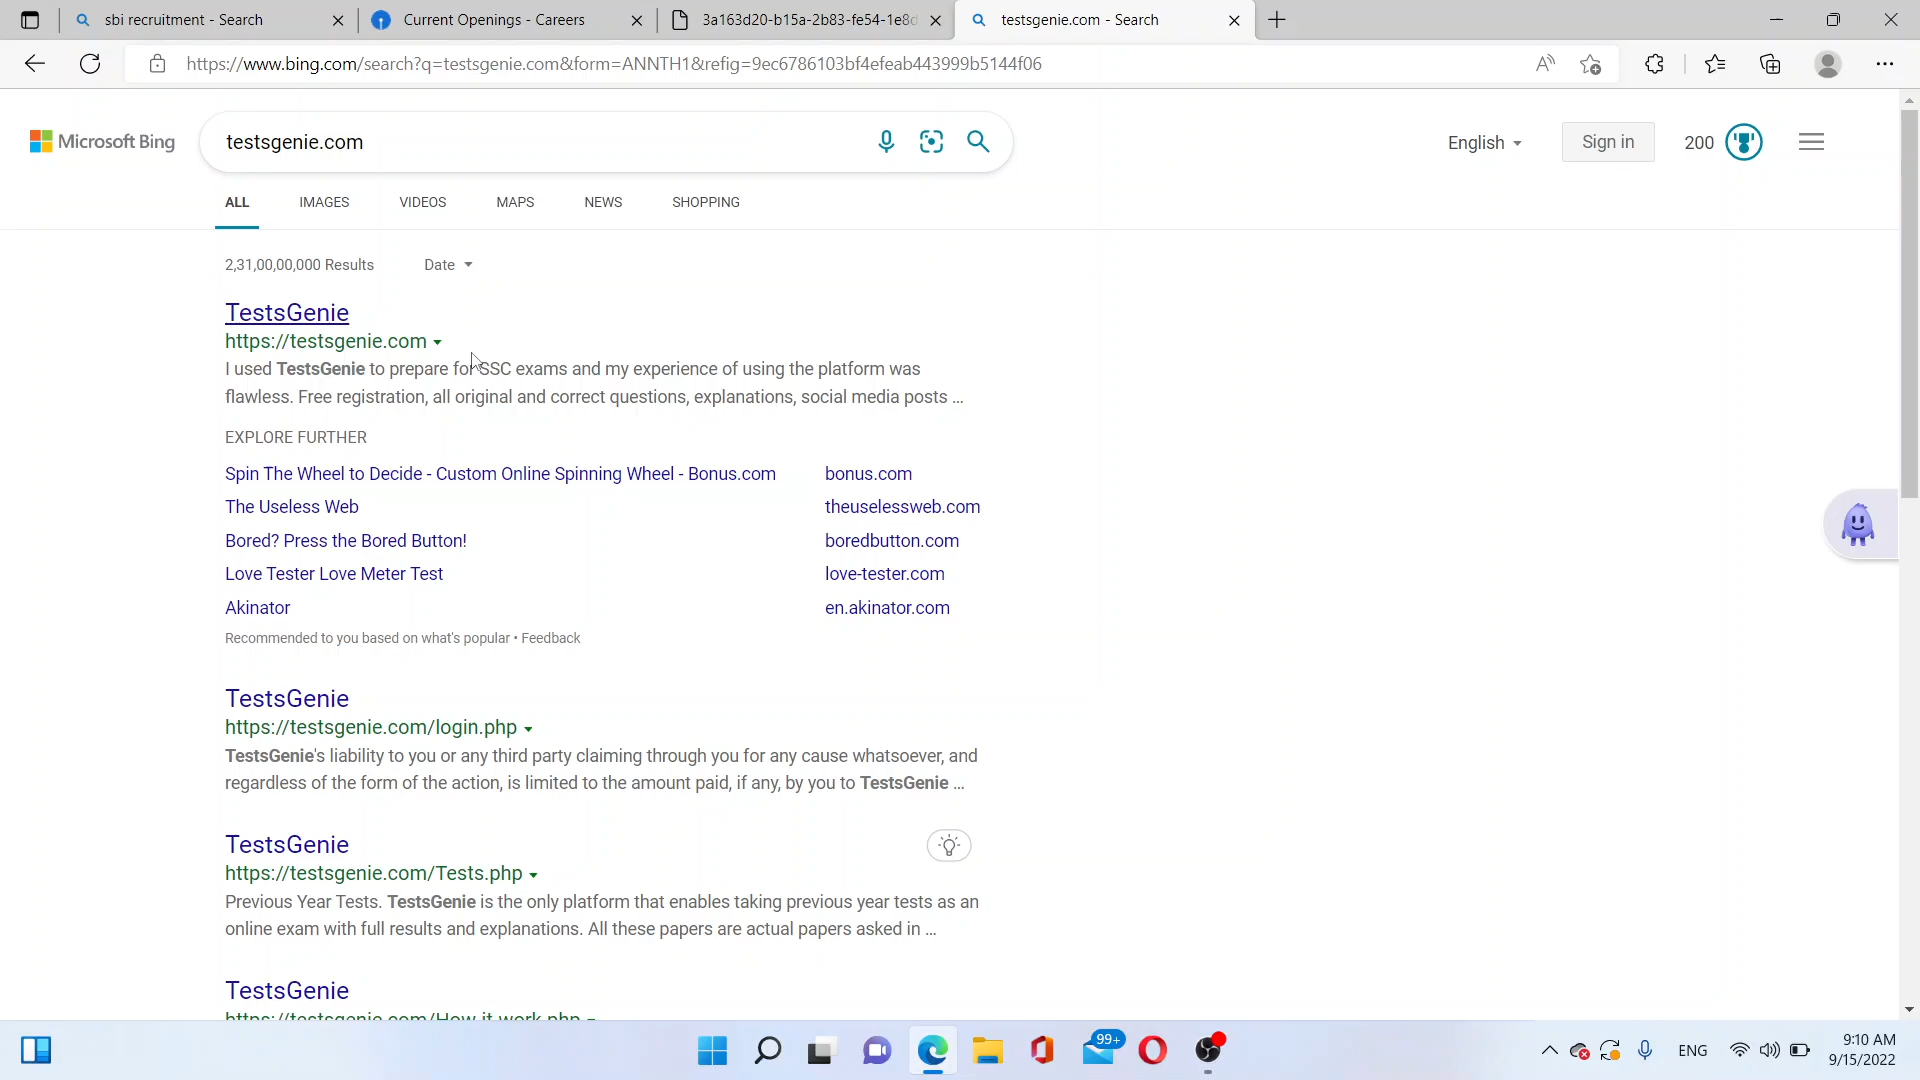 sbi recruitment - Search
Current Openings - Careers
3a163d20-b15a-2b83-fe54-1e8d
testsgenie.com - Search
https://www.bing.com/search?q=testsgenie.com&form=ANNTH1&refig=9ec6786103bf4efeab443999b5144f06
Microsoft Bing
testsgenie.com
English
Sign in
200
ALL IMAGES VIDEOS MAPS NEWS SHOPPING
2,31,00,00,000 Results Date
TestsGenie
https://testsgenie.com
I used TestsGenie to prepare for SSC exams and my experience of using the platform was
flawless. Free registration, all original and correct questions, explanations, social media posts ...
EXPLORE FURTHER
Spin The Wheel to Decide - Custom Online Spinning Wheel - Bonus.com bonus.com
The Useless Web theuselessweb.com
Bored? Press the Bored Button! boredbutton.com
Love Tester Love Meter Test love-tester.com
Akinator en.akinator.com
Recommended to you based on what's popular • Feedback
TestsGenie
https://testsgenie.com/login.php
TestsGenie's liability to you or any third party claiming through you for any cause whatsoever, and
regardless of the form of the action, is limited to the amount paid, if any, by you to TestsGenie ...
TestsGenie
https://testsgenie.com/Tests.php
Previous Year Tests. TestsGenie is the only platform that enables taking previous year tests as an
online exam with full results and explanations. All these papers are actual papers asked in ...
TestsGenie
https://testsgenie.com/How it work.php
99+
ENG
9:10 AM
9/15/2022